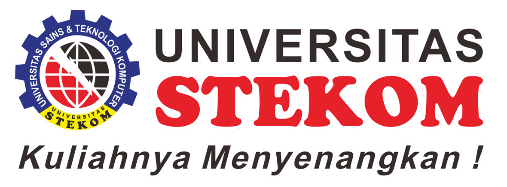 UNIVERSITAS SAINS & TEKNOLOGI KOMPUTER
UNIVERSITAS
STEKOM
UNIVERSITAS
STEKOM
Kuliahnya Menyenangkan !